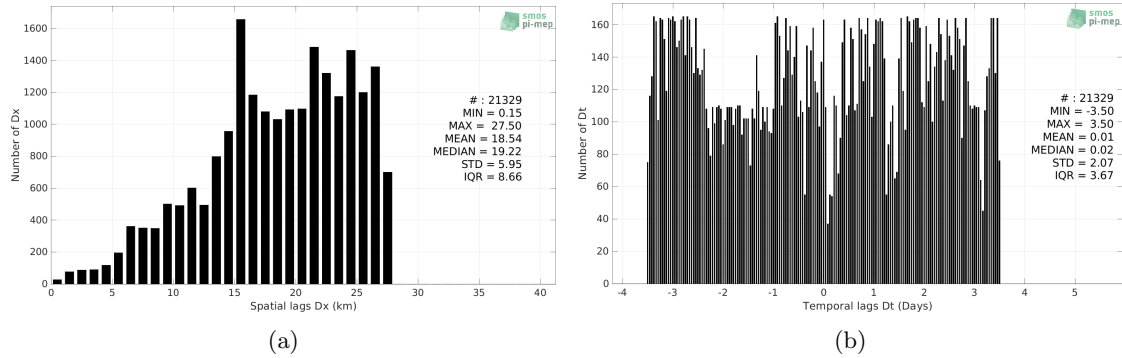 smos
pi-mep
1600
1400
1200
1000
800
600
400
200
0
Number of Dx
# : 21329
MIN = 0.15
MAX = 27.50
MEAN = 18.54
MEDIAN = 19.22
STD = 5.95
IQR = 8.66
0 5 10 15 20 25 30 35 40
Spatial lags Dx (km)
(a)
smos
pi-mep
160
140
120
100
80
60
40
20
0
Number of Dt
# : 21329
MIN = -3.50
MAX = 3.50
MEAN = 0.01
MEDIAN = 0.02
STD = 2.07
IQR = 3.67
-4 -3 -2 -1 0 1 2 3 4 5
Temporal lags Dt (Days)
(b)